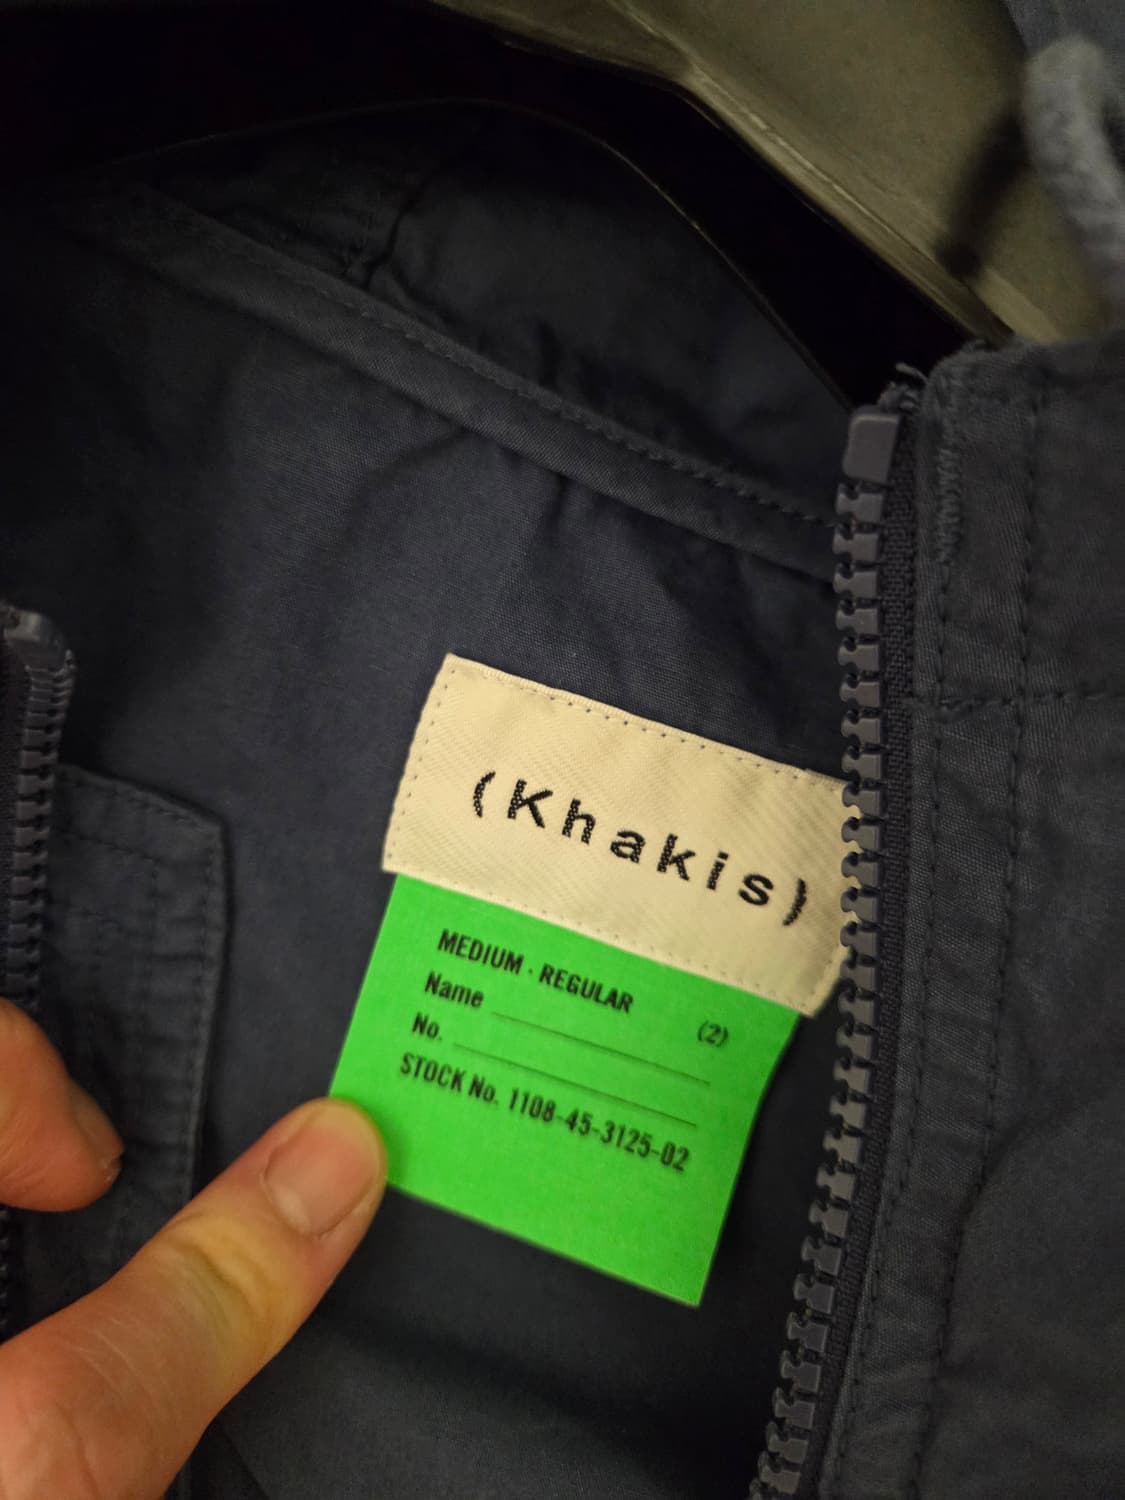 (Khakis)
MEDIUM · REGULAR
(2)
Name
No.
STOCK No. 1108-45-3125-02